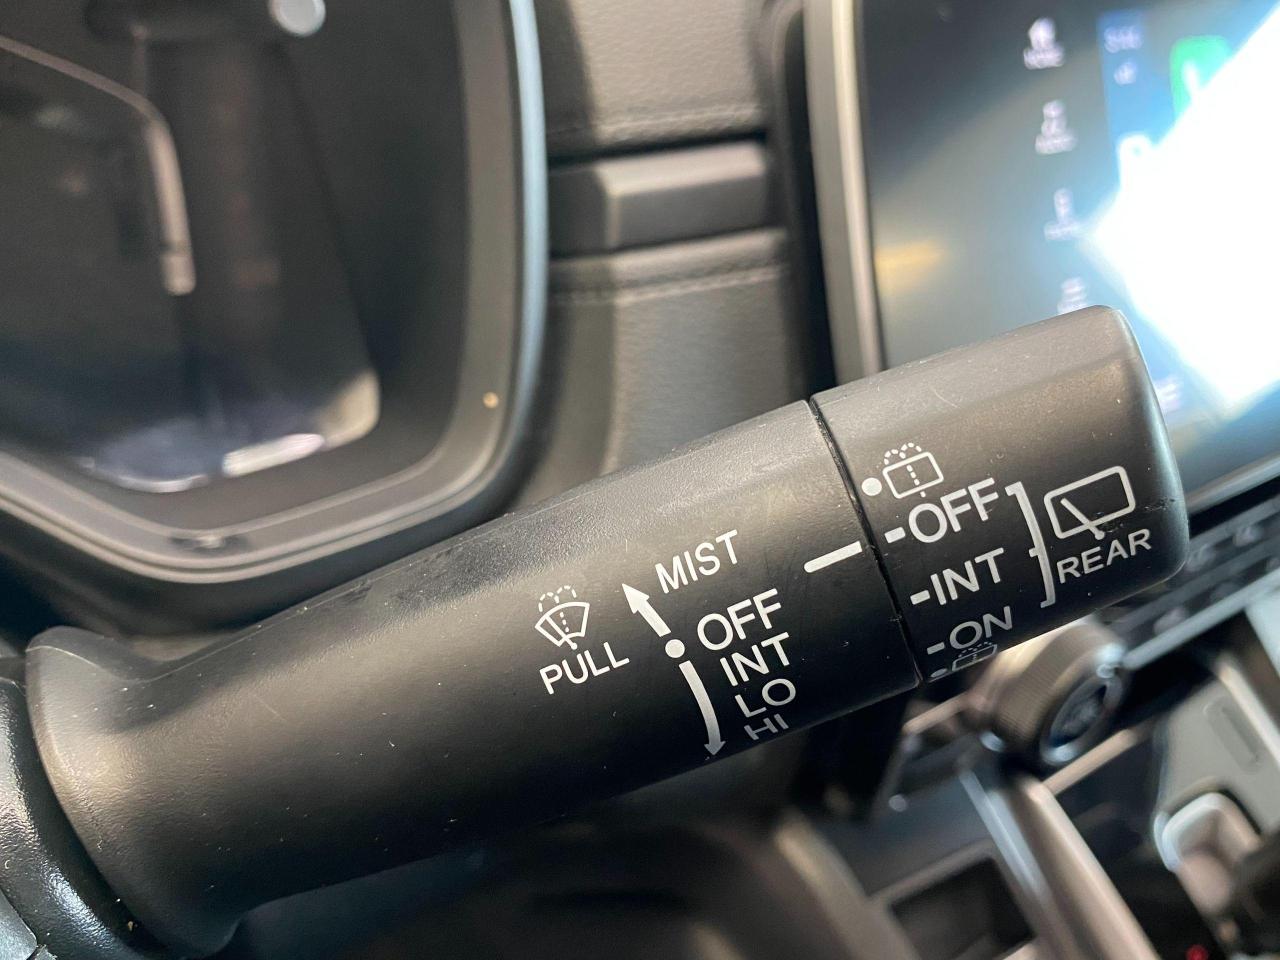 MIST
OFF
INT
LO
HI
PULL
OFF
INT
ON
REAR